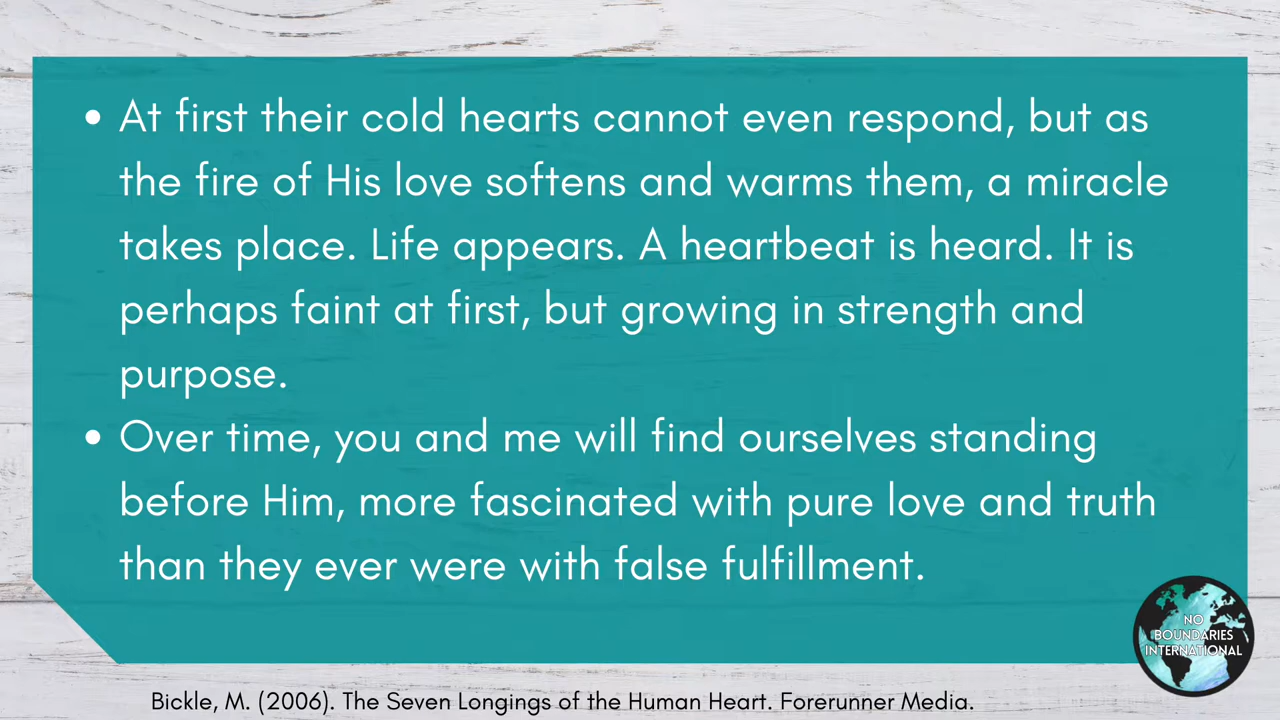 • At first their cold hearts cannot even respond, but as
the fire of His love softens and warms them, a miracle
takes place. Life appears. A heartbeat is heard. It is
perhaps faint at first, but growing in strength and
purpose.
• Over time, you and me will find ourselves standing
before Him, more fascinated with pure love and truth
than they ever were with false fulfillment.
NO
BOUNDARIES
INTERNATIONAL
Bickle, M. (2006). The Seven Longings of the Human Heart. Forerunner Media.